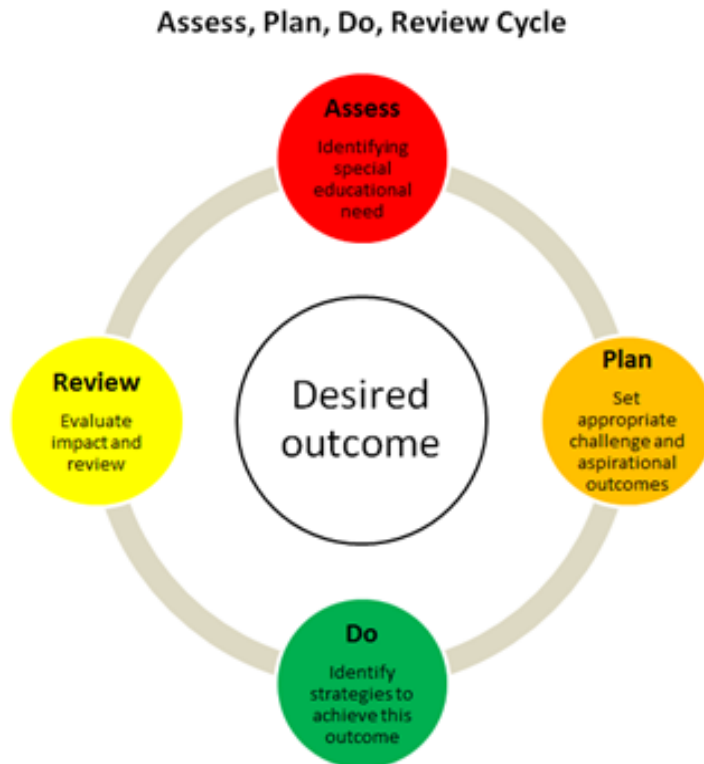 Assess, Plan, Do, Review Cycle
Assess
Identifying
special
educational
need
Plan
Set
appropriate
challenge and
aspirational
outcomes
Do
Identify
strategies to
achieve this
outcome
Review
Evaluate
impact and
review
Desired
outcome